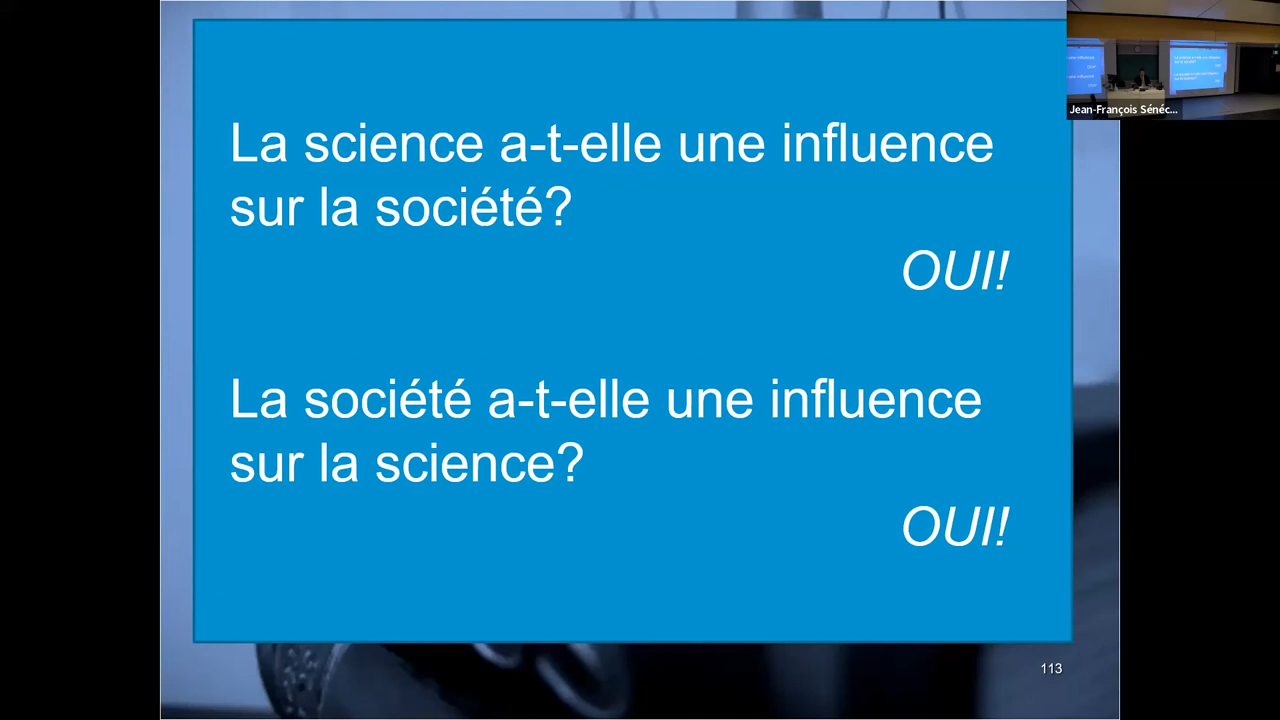 La science a-t-elle une influence
sur la société?
OUI!
La société a-t-elle une influence
sur la science?
OUI!
113
Jean-François Sénéc...